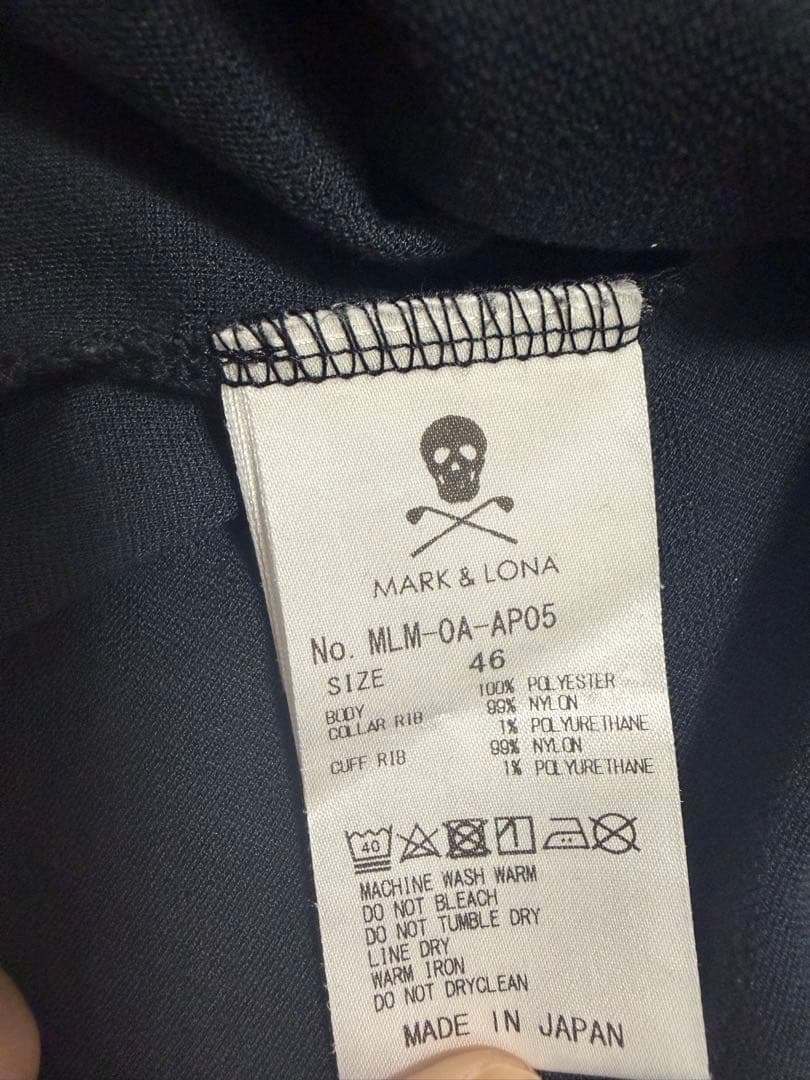 MARK & LONA
No. MLM-0A-AP05
SIZE 46
BODY 100% POLYESTER
COLLAR RIB 99% NYLON
1% POLYURETHANE
CUFF RIB 99% NYLON
1% POLYURETHANE
40
MACHINE WASH WARM
DO NOT BLEACH
DO NOT TUMBLE DRY
LINE DRY
WARM IRON
DO NOT DRYCLEAN
MADE IN JAPAN